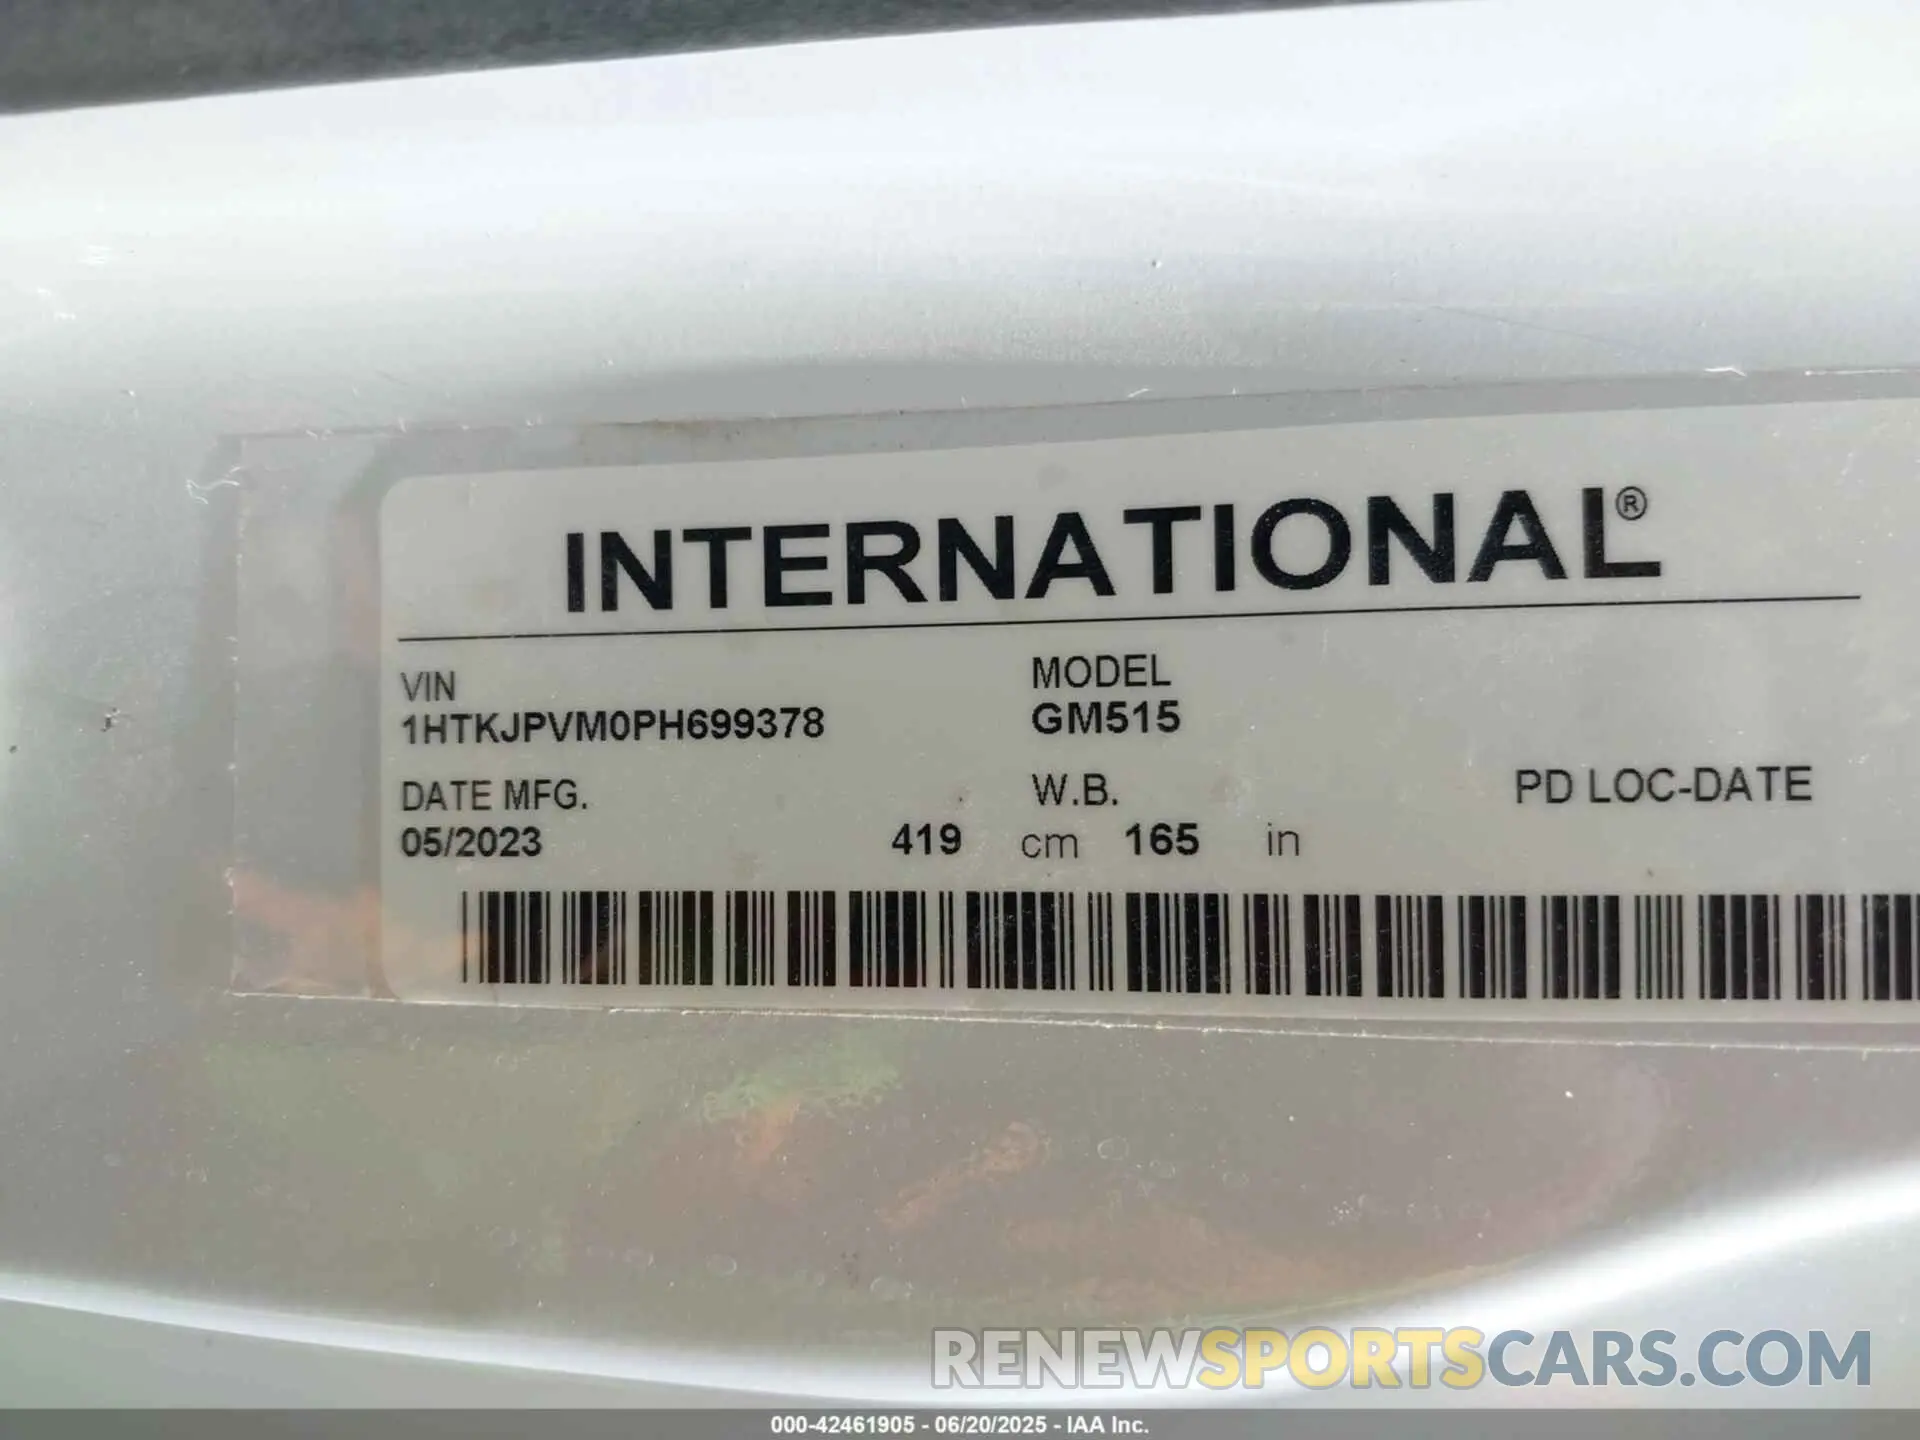 INTERNATIONAL®
VIN
1HTKJPVM0PH699378
MODEL
GM515
DATE MFG.
05/2023
W.B.
419 cm 165 in
PD LOC-DATE
RENEWSPORTSCARS.COM
000-42461905 - 06/20/2025 - IAA Inc.